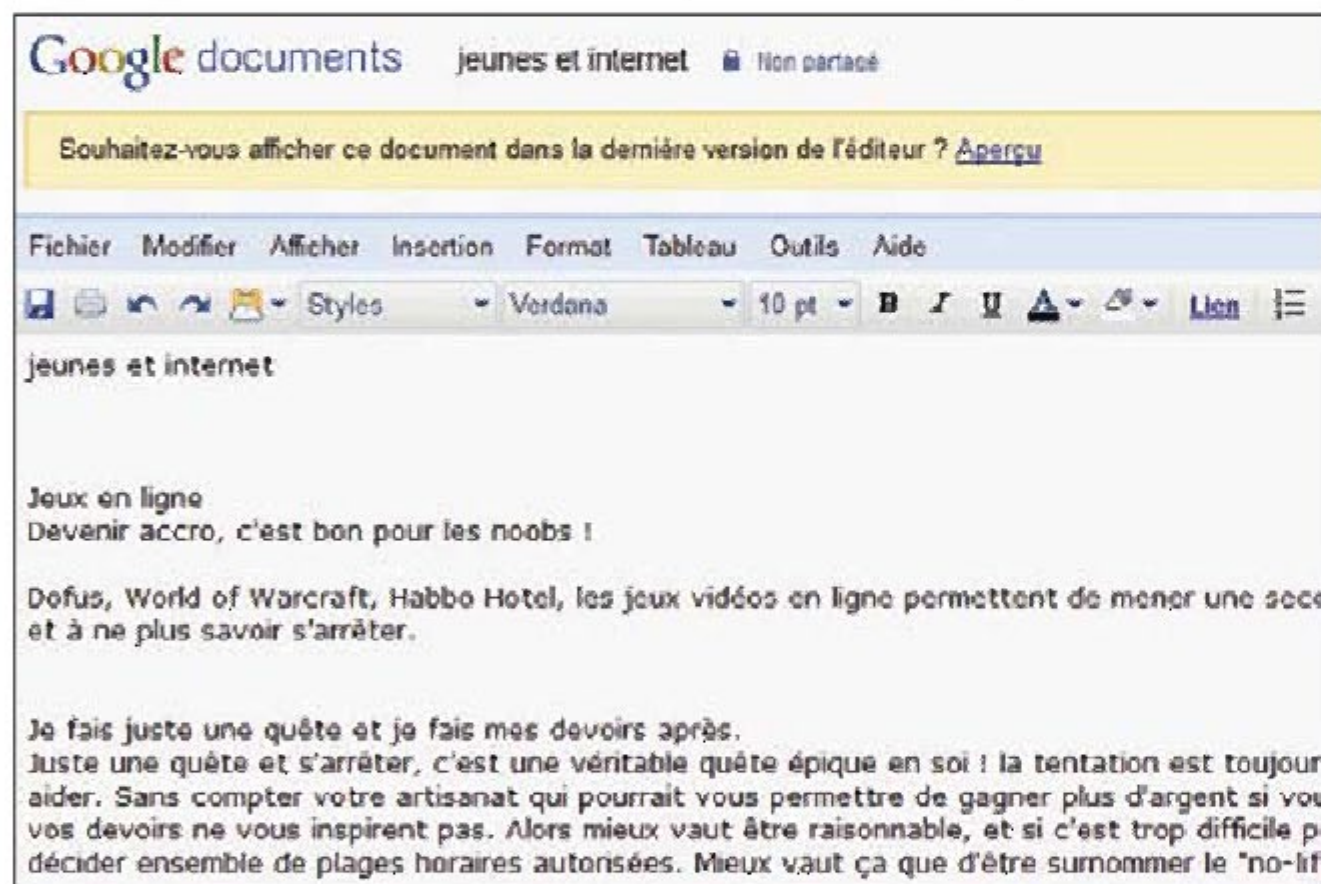 Google documents jeunes et internet Non partagé
Souhaitez-vous afficher ce document dans la dernière version de l'éditeur ? Aperçu
Fichier Modifier Afficher Insertion Format Tableau Outils Aide
Styles Verdana 10 pt B I U A Lien
jeunes et internet
Jeux en ligne
Devenir accro, c'est bon pour les noobs !
Dofus, World of Warcraft, Habbo Hotel, les jeux vidéos en ligne permettent de mener une seco
et à ne plus savoir s'arrêter.
Je fais juste une quête et je fais mes devoirs après.
Juste une quête et s'arrêter, c'est une véritable quête épique en soi ! la tentation est toujour
aider. Sans compter votre artisanat qui pourrait vous permettre de gagner plus d'argent si vou
vos devoirs ne vous inspirent pas. Alors mieux vaut être raisonnable, et si c'est trop difficile p
décider ensemble de plages horaires autorisées. Mieux vaut ça que d'être surnommer le "no-lif